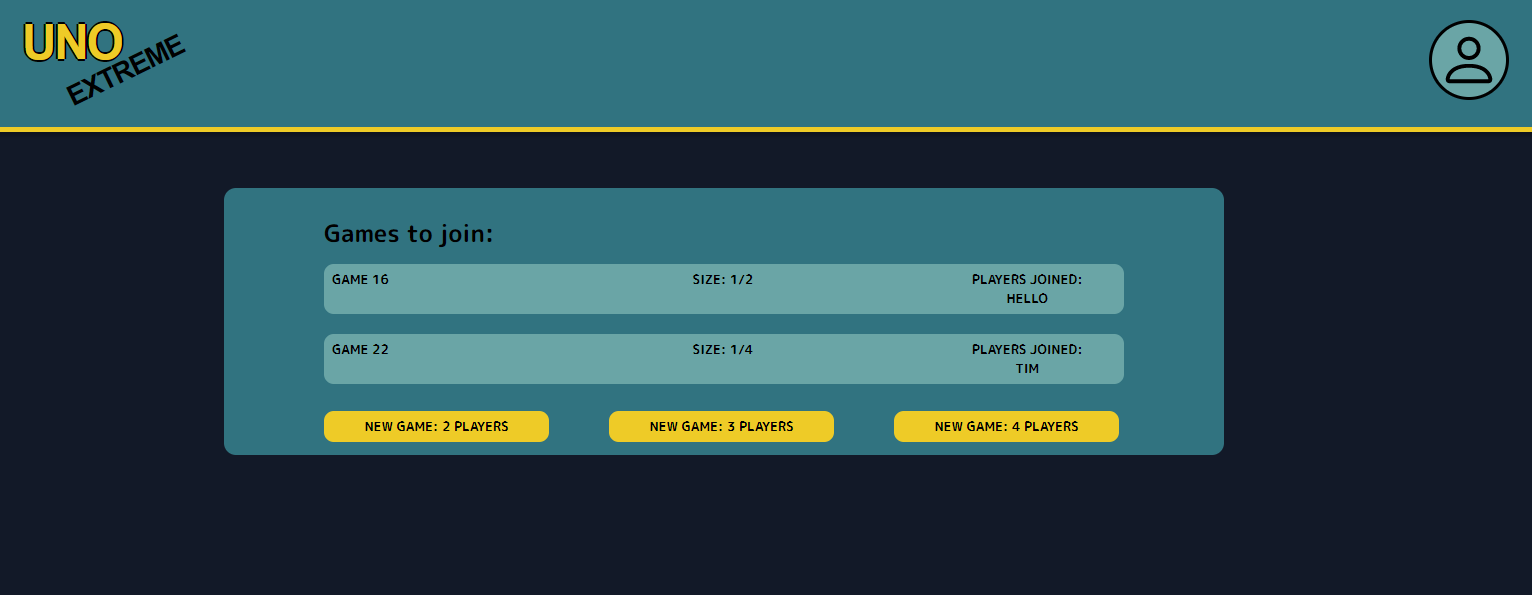 UNO
EXTREME
Games to join:
GAME 16 SIZE: 1/2 PLAYERS JOINED:
HELLO
GAME 22 SIZE: 1/4 PLAYERS JOINED:
TIM
NEW GAME: 2 PLAYERS NEW GAME: 3 PLAYERS NEW GAME: 4 PLAYERS